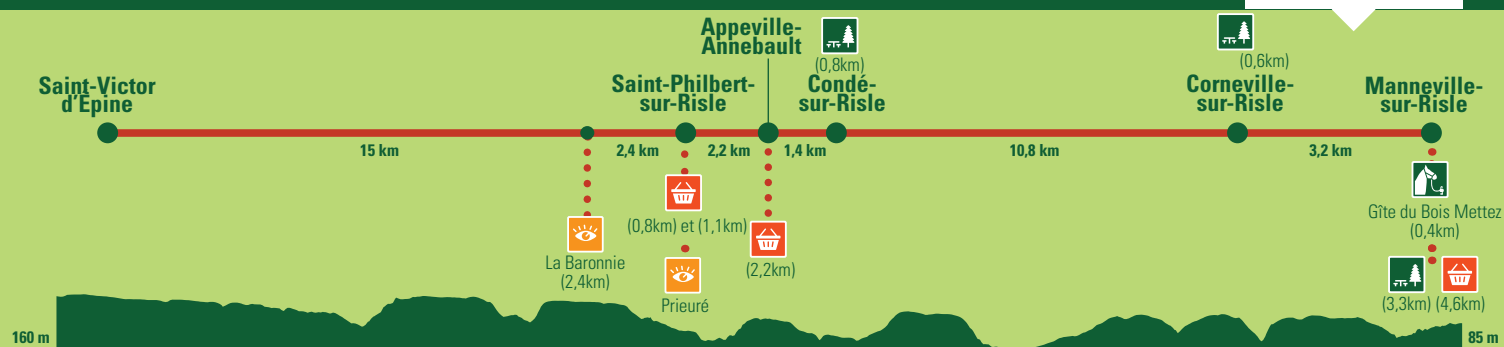 Appeville-
Annebault
(0,8km)
(0,6km)
Saint-Victor
d'Épine
Saint-Philbert-
sur-Risle
Condé-
sur-Risle
Corneville-
sur-Risle
Manneville-
sur-Risle
15 km
2,4 km
2,2 km
1,4 km
10,8 km
3,2 km
(0,8km) et (1,1km)
Gîte du Bois Mettez
(0,4km)
La Baronnie
(2,4km)
(2,2km)
Prieuré
(3,3km) (4,6km)
160 m
85 m